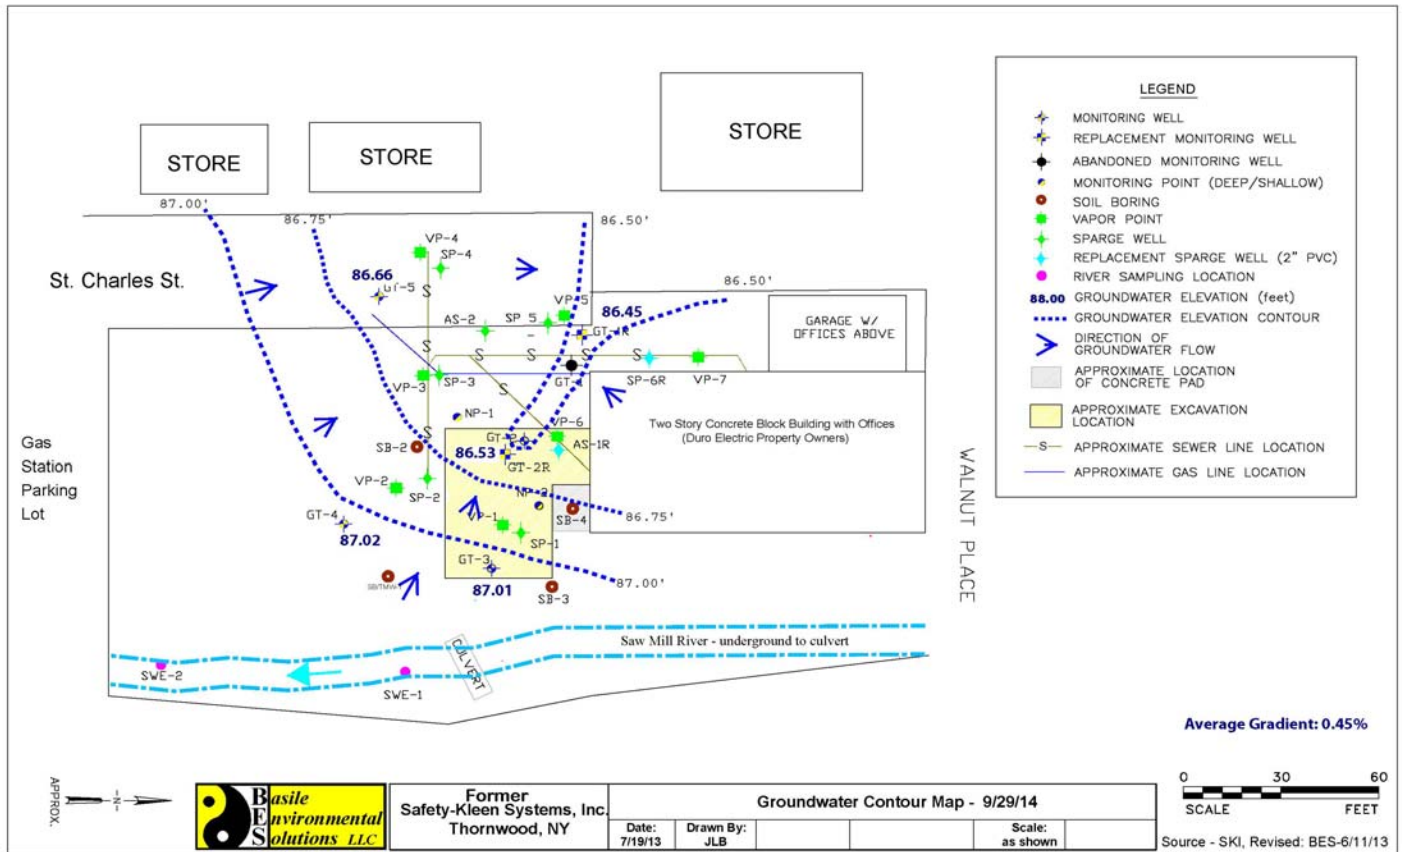 STORE
STORE
STORE
87.00'
86.75'
86.50'
St. Charles St.
VP-4
SP-4
86.66
GT-5
86.50'
VP-5
86.45
AS-2
SP 5
GT-1R
GARAGE W/
OFFICES ABOVE
S
S
S
S
S
S
S
VP-3
SP-3
GT-1
SP-6R
VP-7
NP-1
VP-6
Two Story Concrete Block Building with Offices
(Duro Electric Property Owners)
SB-2
GT-2
AS-1R
86.53
GT-2R
Gas
Station
Parking
Lot
VP-2
SP-2
NP-2
GT-4
VP-1
SB-4
86.75'
87.02
SP-1
GT-3
87.01
87.00'
SB-3
WALNUT PLACE
CULVERT
Saw Mill River - underground to culvert
SWE-2
SWE-1
LEGEND
MONITORING WELL
REPLACEMENT MONITORING WELL
ABANDONED MONITORING WELL
MONITORING POINT (DEEP/SHALLOW)
SOIL BORING
VAPOR POINT
SPARGE WELL
REPLACEMENT SPARGE WELL (2" PVC)
RIVER SAMPLING LOCATION
88.00 GROUNDWATER ELEVATION (feet)
GROUNDWATER ELEVATION CONTOUR
DIRECTION OF
GROUNDWATER FLOW
APPROXIMATE LOCATION
OF CONCRETE PAD
APPROXIMATE EXCAVATION
LOCATION
S APPROXIMATE SEWER LINE LOCATION
APPROXIMATE GAS LINE LOCATION
Average Gradient: 0.45%
0 30 60
SCALE FEET
Source - SKI, Revised: BES-6/11/13
APPROX.
N
Basile
Environmental
Solutions LLC
Former
Safety-Kleen Systems, Inc.
Thornwood, NY
Groundwater Contour Map - 9/29/14
Date:
7/19/13
Drawn By:
JLB
Scale:
as shown